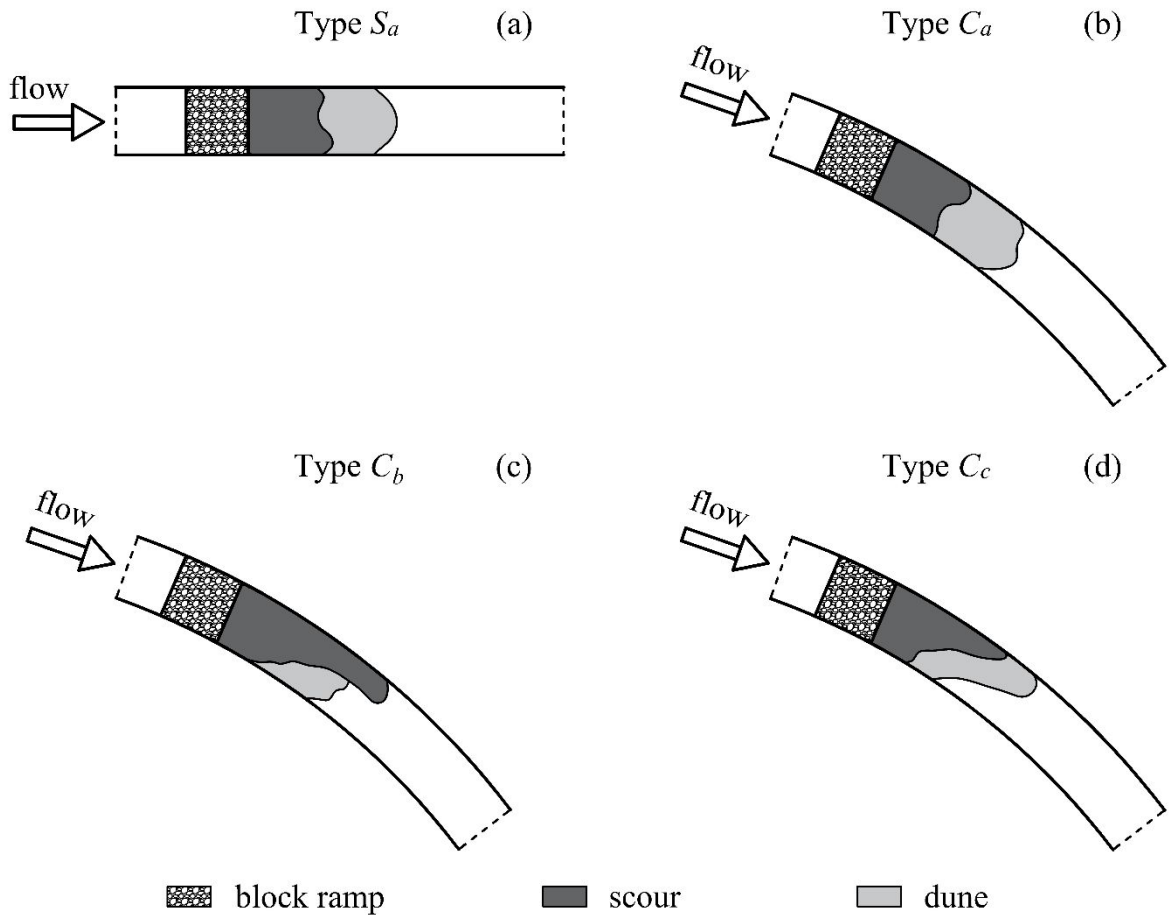 Type Sa (a)
flow
Type Ca (b)
flow
Type Cb (c)
flow
Type Cc (d)
flow
block ramp scour dune